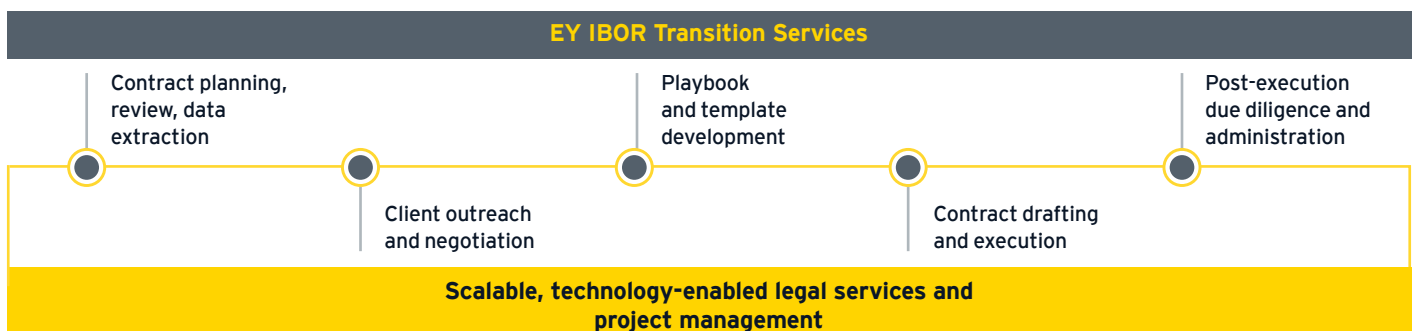 EY IBOR Transition Services
Contract planning,
review, data
extraction
Client outreach
and negotiation
Playbook
and template
development
Contract drafting
and execution
Post-execution
due diligence and
administration
Scalable, technology-enabled legal services and
project management